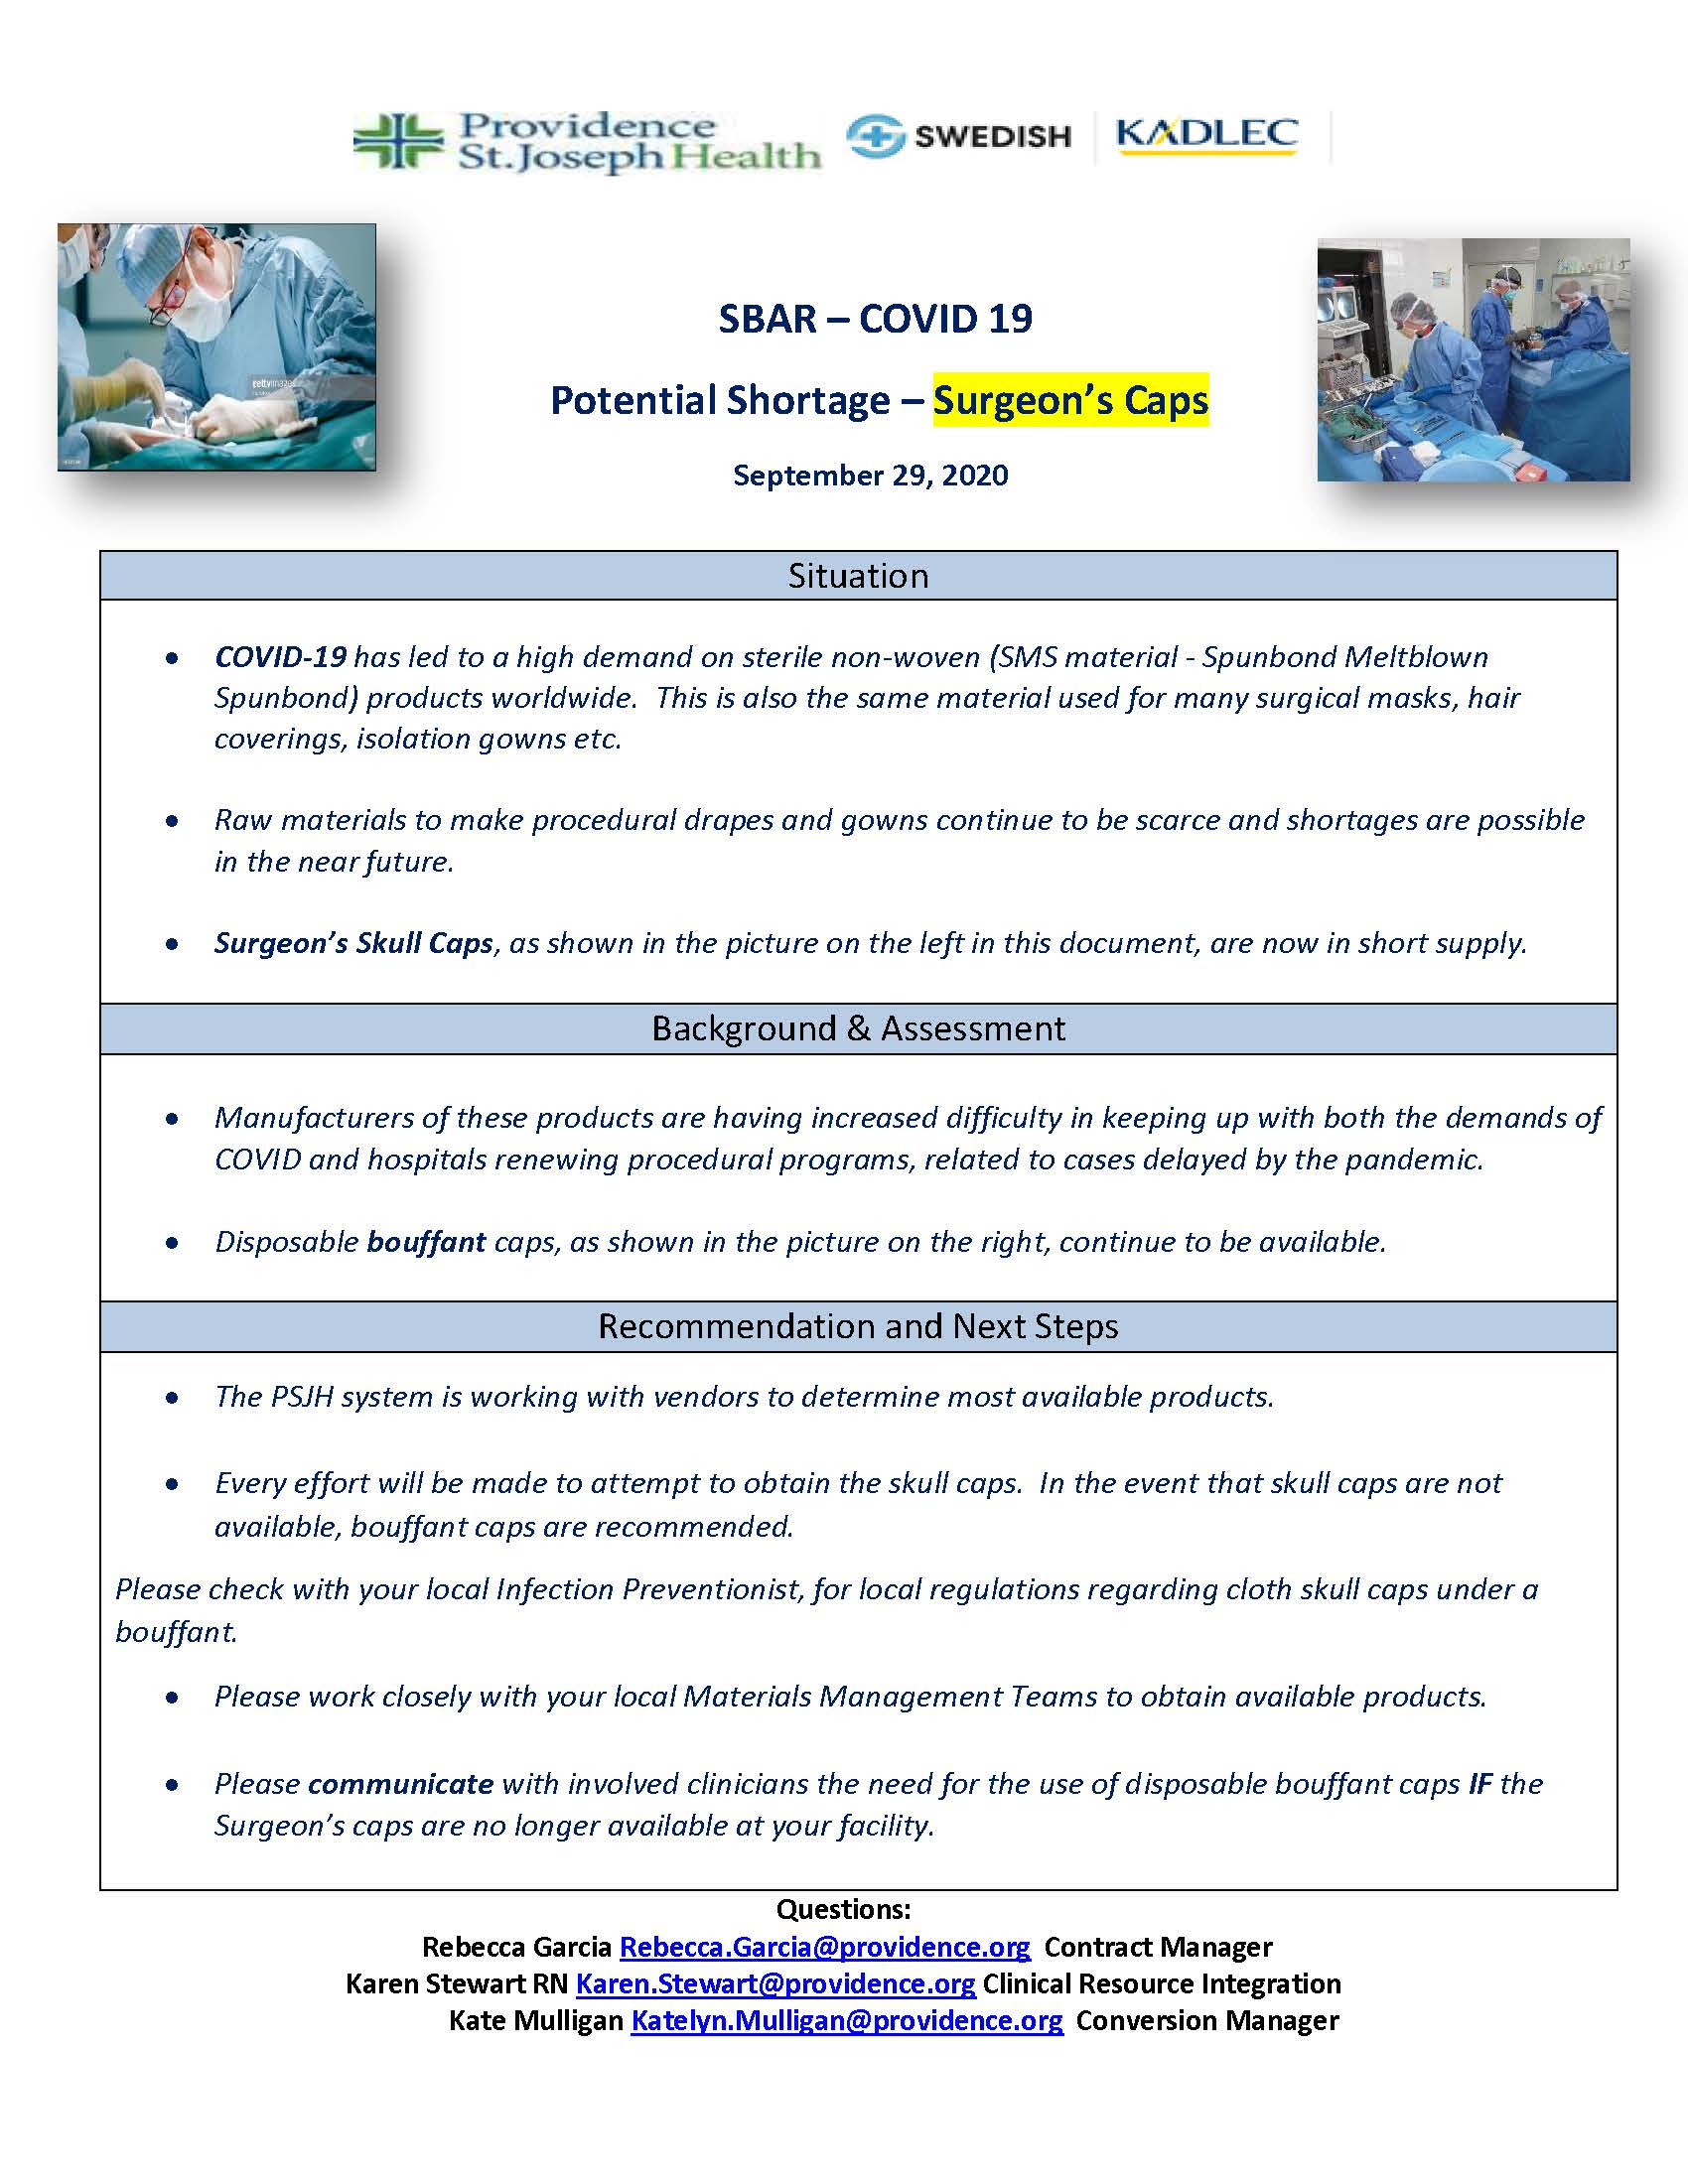 Providence
St.Joseph Health
SWEDISH
KADLEC
gettyimages
SBAR – COVID 19
Potential Shortage – Surgeon's Caps
September 29, 2020
Situation
• COVID-19 has led to a high demand on sterile non-woven (SMS material - Spunbond Meltblown
Spunbond) products worldwide.  This is also the same material used for many surgical masks, hair
coverings, isolation gowns etc.
• Raw materials to make procedural drapes and gowns continue to be scarce and shortages are possible
in the near future.
• Surgeon's Skull Caps, as shown in the picture on the left in this document, are now in short supply.
Background & Assessment
• Manufacturers of these products are having increased difficulty in keeping up with both the demands of
COVID and hospitals renewing procedural programs, related to cases delayed by the pandemic.
• Disposable bouffant caps, as shown in the picture on the right, continue to be available.
Recommendation and Next Steps
• The PSJH system is working with vendors to determine most available products.
• Every effort will be made to attempt to obtain the skull caps.  In the event that skull caps are not
available, bouffant caps are recommended.
Please check with your local Infection Preventionist, for local regulations regarding cloth skull caps under a
bouffant.
• Please work closely with your local Materials Management Teams to obtain available products.
• Please communicate with involved clinicians the need for the use of disposable bouffant caps IF the
Surgeon's caps are no longer available at your facility.
Questions:
Rebecca Garcia Rebecca.Garcia@providence.org  Contract Manager
Karen Stewart RN Karen.Stewart@providence.org Clinical Resource Integration
Kate Mulligan Katelyn.Mulligan@providence.org  Conversion Manager